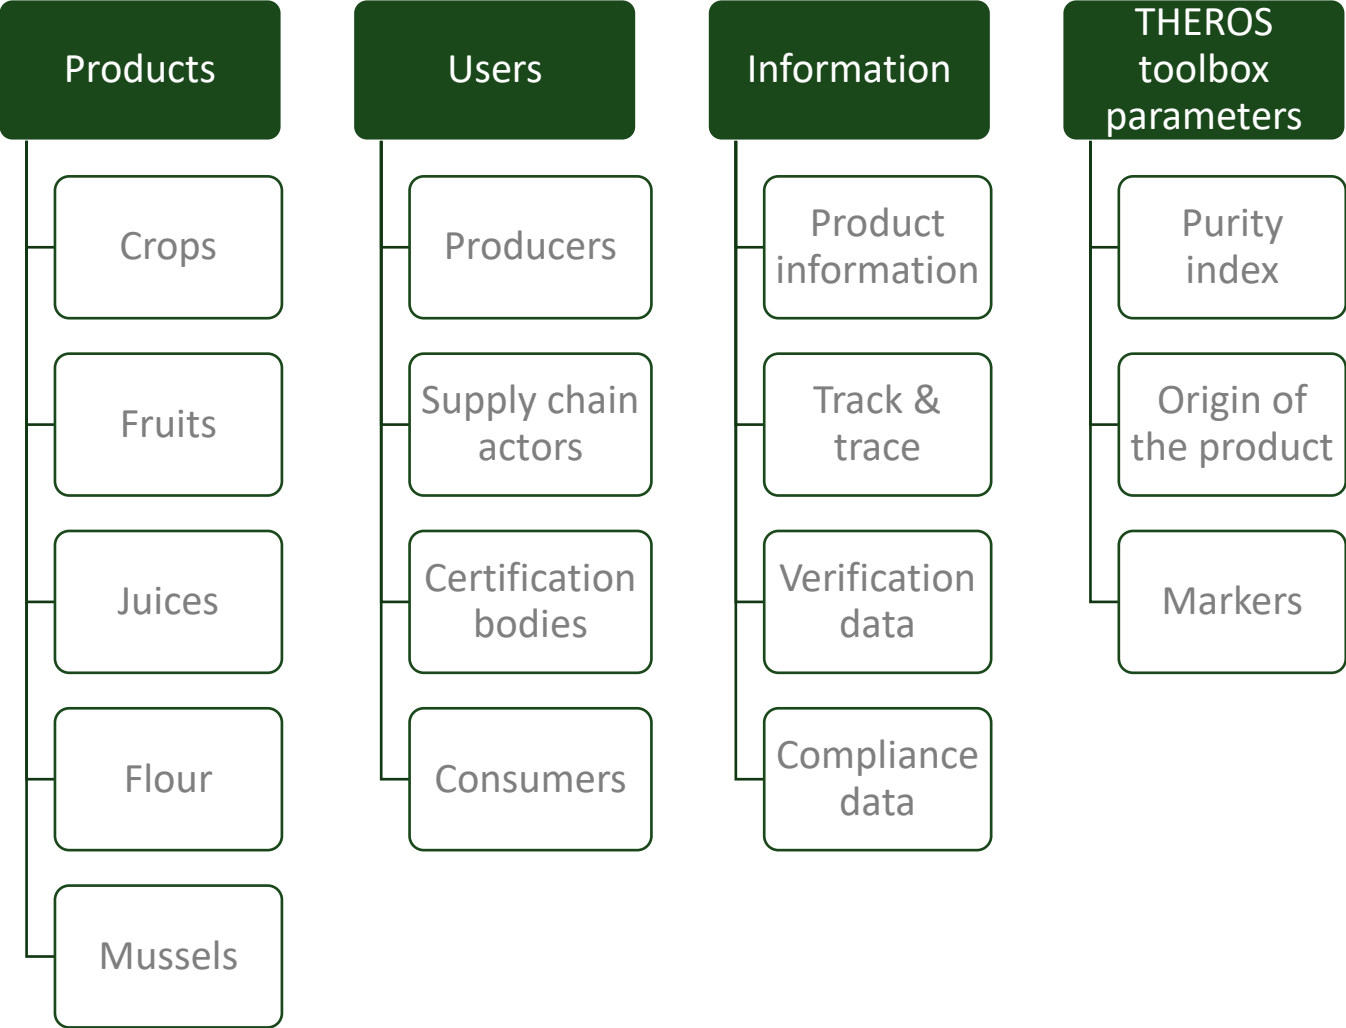 Products
Crops
Fruits
Juices
Flour
Mussels
Users
Producers
Supply chain
actors
Certification
bodies
Consumers
Information
Product
information
Track &
trace
Verification
data
Compliance
data
THEROS
toolbox
parameters
Purity
index
Origin of
the product
Markers